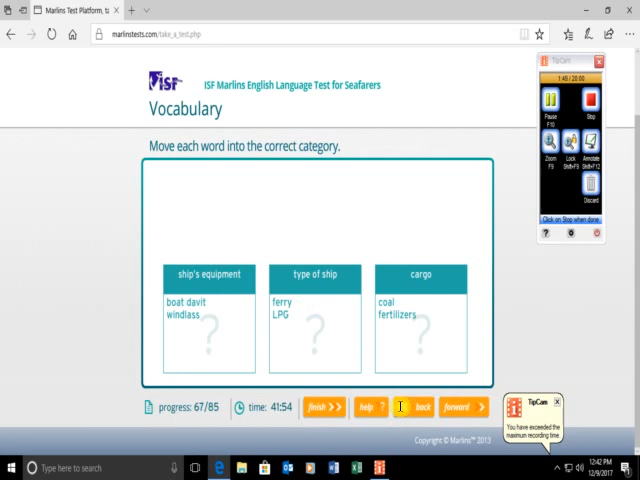 Marlins Test Platform, ta
marlinstests.com/take_a_test.php
ISF
ISF Marlins English Language Test for Seafarers
Vocabulary
Move each word into the correct category.
ship's equipment
boat davit
windlass
?
type of ship
ferry
LPG
?
cargo
coal
fertilizers
?
progress: 67/85
time: 41:54
finish
help ?
back
forward
Copyright © Marlins™ 2013
TipCam
1:45 / 20:00
Pause
F10
Stop
Zoom
F9
Lock
Shift+F9
Annotate
Shift+F12
Discard
Click on Stop when done.
?
TipCam
You have exceeded the
maximum recording time.
Type here to search
12:42 PM
12/9/2017